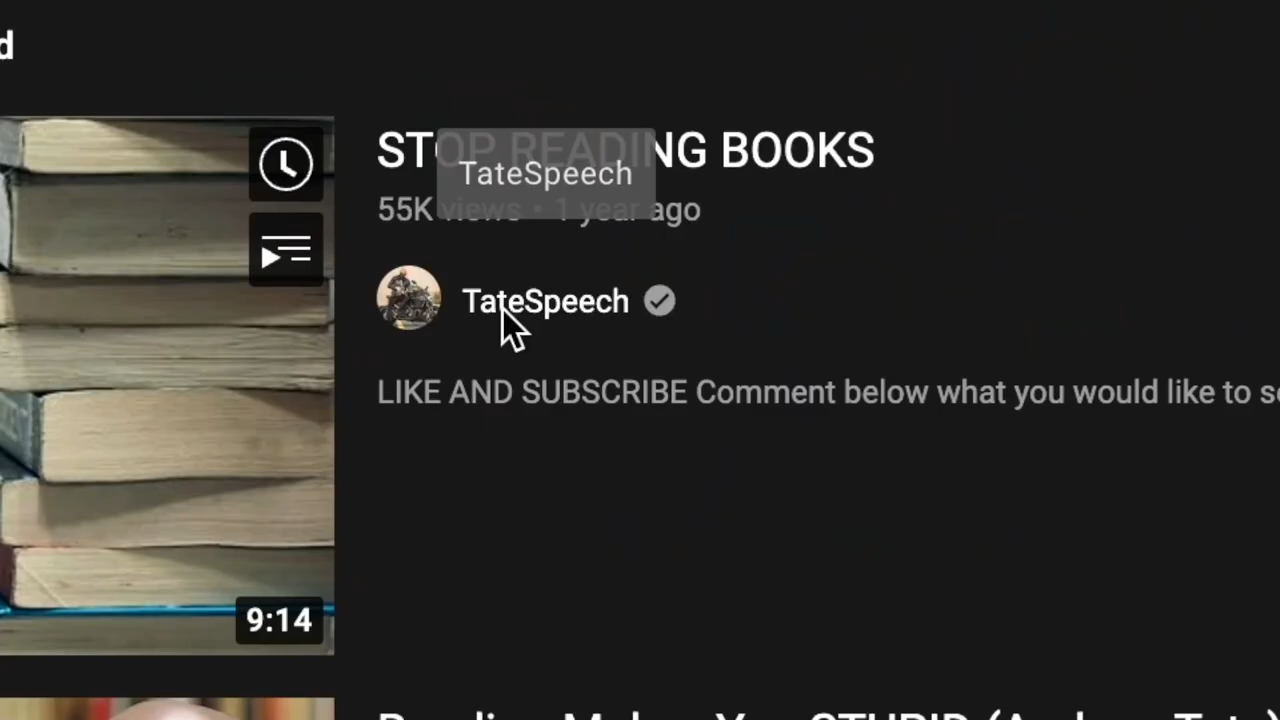 d
STOP READING BOOKS
TateSpeech
55K views • 1 year ago
TateSpeech
LIKE AND SUBSCRIBE Comment below what you would like to
9:14